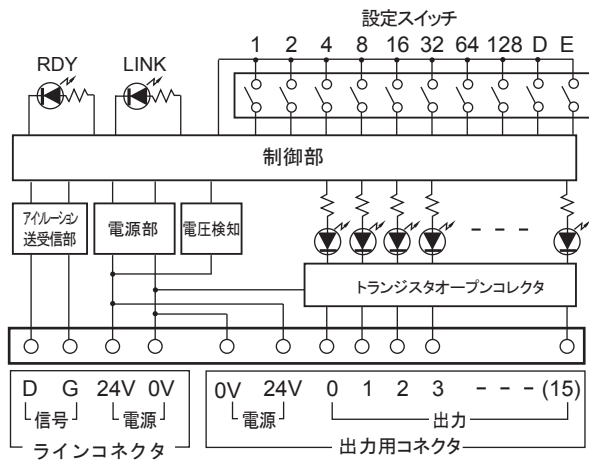 設定スイッチ
RDY LINK 1 2 4 8 16 32 64 128 D E
制御部
アイソレーション
送受信部
電源部
電圧検知
トランジスタオープンコレクタ
D G 24V 0V 0V 24V 0 1 2 3 - - - (15)
信号 電源 電源 出力
ラインコネクタ 出力用コネクタ